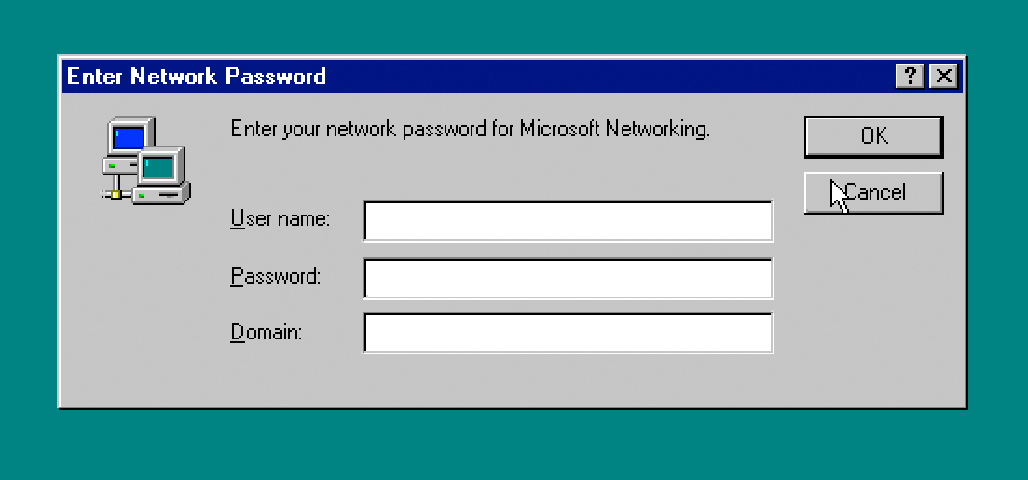 Enter Network Password
Enter your network password for Microsoft Networking.
OK
Cancel
User name:
Password:
Domain: